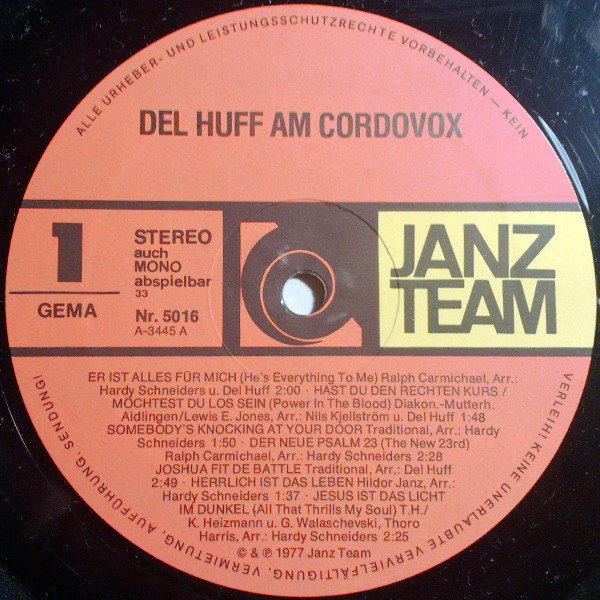 ALLE URHEBER- UND LEISTUNGSSCHUTZRECHTE VORBEHALTEN — KEIN
VERLEIH! KEINE UNERLAUBTE VERVIELFÄLTIGUNG, VERMIETUNG, AUFFÜHRUNG, SENDUNG!
DEL HUFF AM CORDOVOX
1
GEMA
STEREO
auch
MONO
abspielbar
33
Nr. 5016
A-3445 A
JANZ
TEAM
ER IST ALLES FÜR MICH (He's Everything To Me) Ralph Carmichael, Arr.:
Hardy Schneiders u. Del Huff 2:00 · HAST DU DEN RECHTEN KURS /
MÖCHTEST DU LOS SEIN (Power In The Blood) Diakon.-Mutterh.
Aidlingen/Lewis E. Jones, Arr.: Nils Kjellström u. Del Huff 1:48
SOMEBODY'S KNOCKING AT YOUR DOOR Traditional, Arr.: Hardy
Schneiders 1:50 · DER NEUE PSALM 23 (The New 23rd)
Ralph Carmichael, Arr.: Hardy Schneiders 2:28
JOSHUA FIT DE BATTLE Traditional, Arr.: Del Huff
2:49 · HERRLICH IST DAS LEBEN Hildor Janz, Arr.:
Hardy Schneiders 1:37 · JESUS IST DAS LICHT
IM DUNKEL (All That Thrills My Soul) T.H./
K. Heizmann u. G. Walaschevski, Thoro
Harris, Arr.: Hardy Schneiders 2:25
© & ℗ 1977 Janz Team